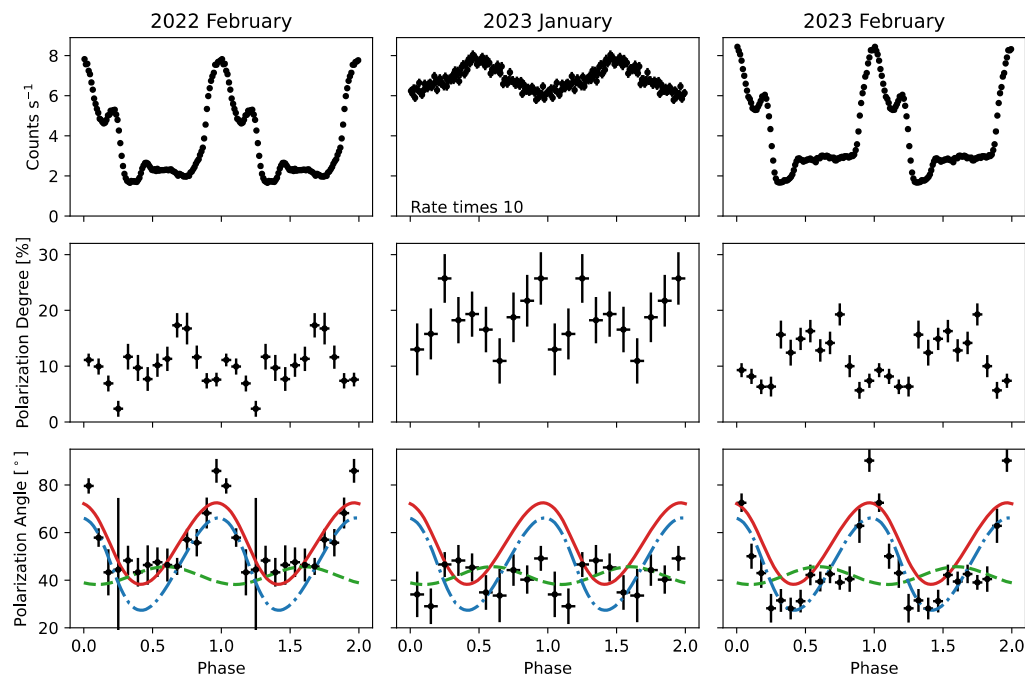 2022 February 2023 January 2023 February
Counts s⁻¹
8
6
4
2
0
Rate times 10
Polarization Degree [%]
30
20
10
0
Polarization Angle [°]
80
60
40
20
0.0 0.5 1.0 1.5 2.0 0.0 0.5 1.0 1.5 2.0 0.0 0.5 1.0 1.5 2.0
Phase Phase Phase